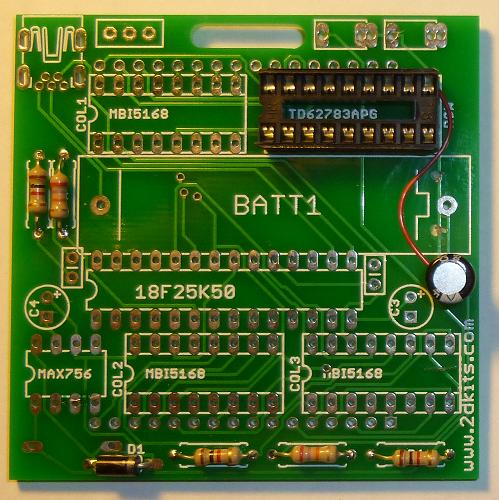 COL1
MBI5168
TD62783APG
BATT1
18F25K50
C4
+
C3
+
MAX756
COL2
MBI5168
COL3
MBI5168
D1
www.2dkits.com